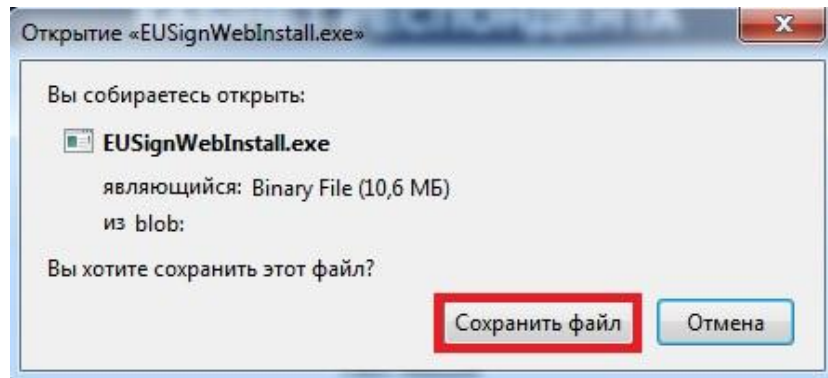 Открытие «EUSignWebInstall.exe»
Вы собираетесь открыть:
EUSignWebInstall.exe
являющийся: Binary File (10,6 МБ)
из blob:
Вы хотите сохранить этот файл?
Сохранить файл
Отмена